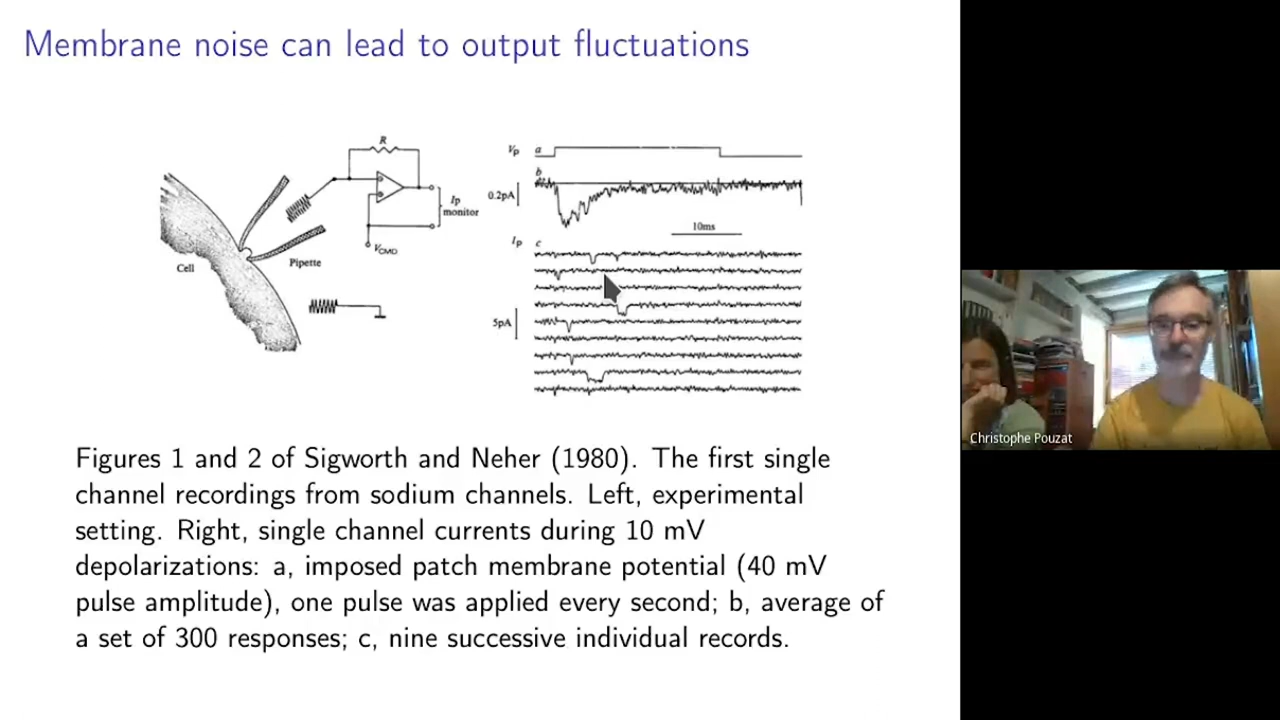 Membrane noise can lead to output fluctuations
R
Ip
monitor
VCMD
Cell
Pipette
Vp a
b
0.2pA
10ms
Ip c
5pA
Figures 1 and 2 of Sigworth and Neher (1980). The first single
channel recordings from sodium channels. Left, experimental
setting. Right, single channel currents during 10 mV
depolarizations: a, imposed patch membrane potential (40 mV
pulse amplitude), one pulse was applied every second; b, average of
a set of 300 responses; c, nine successive individual records.
Christophe Pouzat